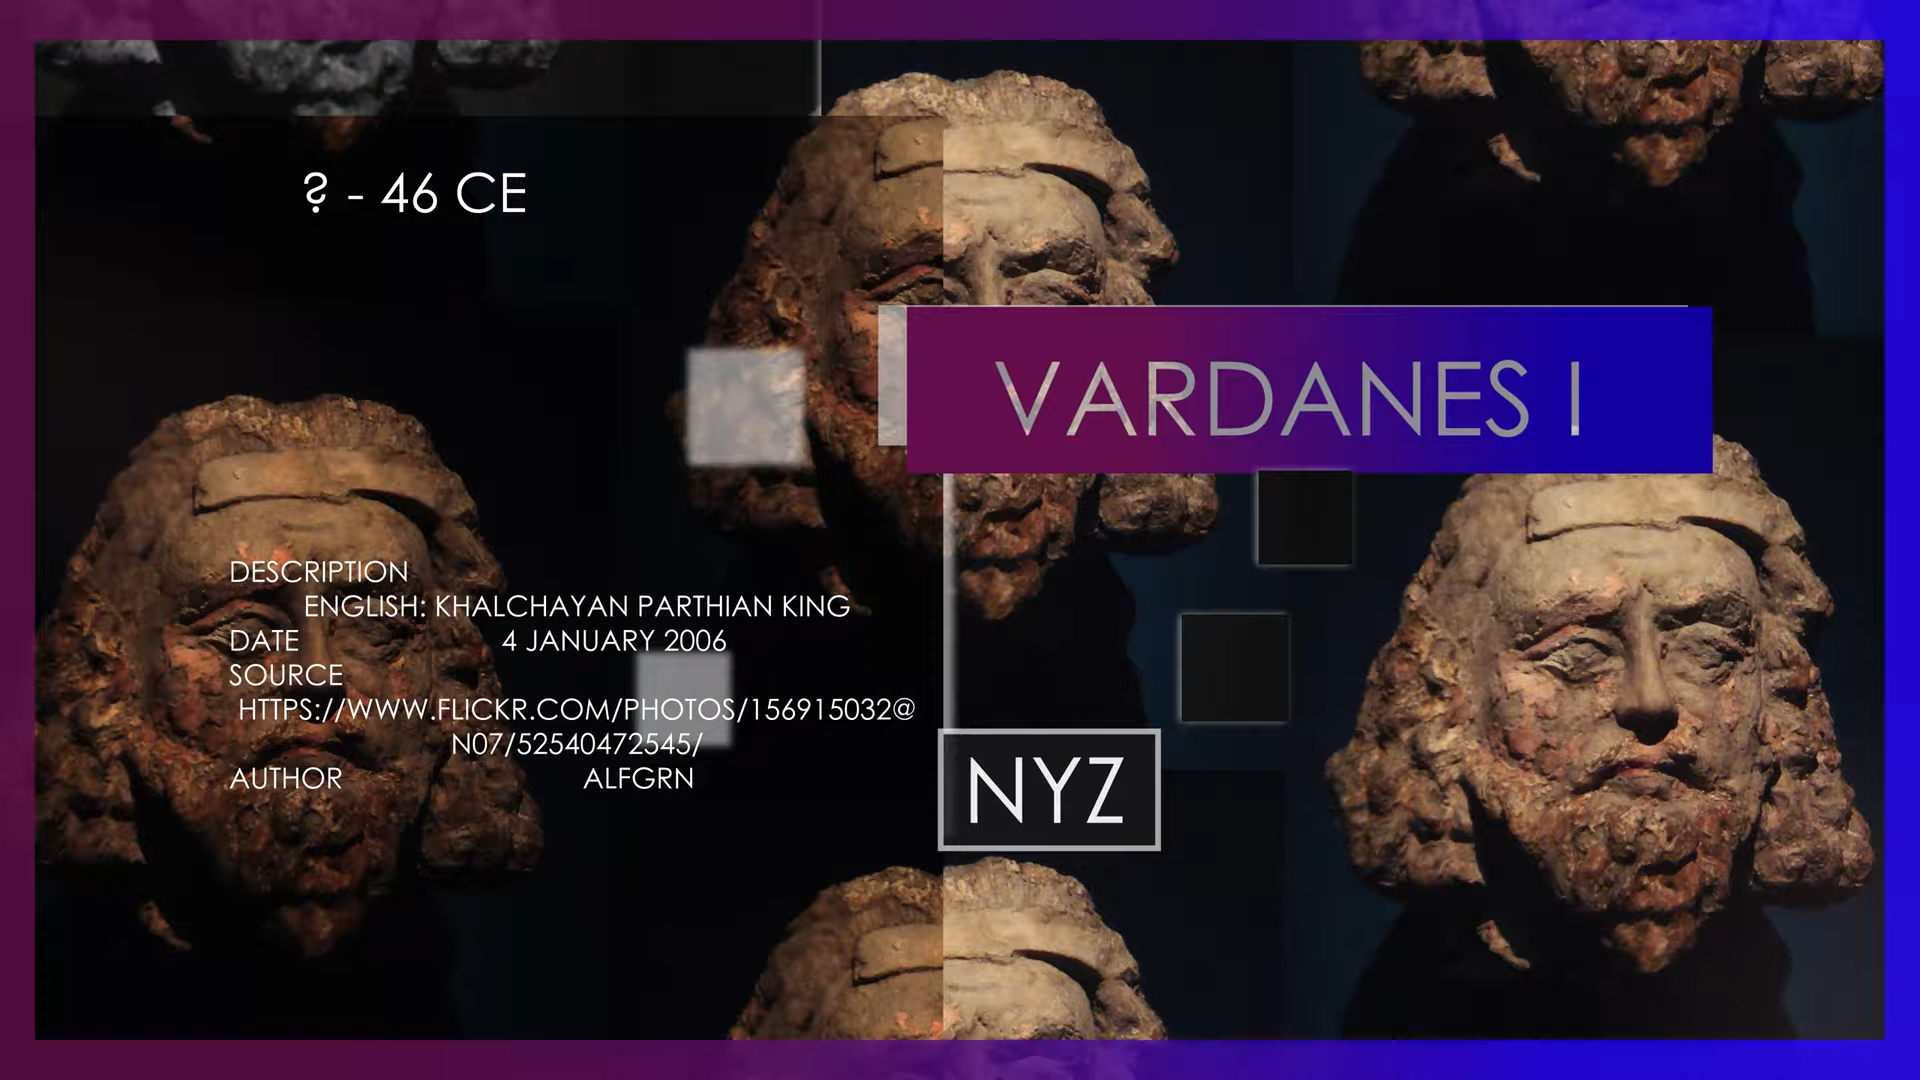 ? - 46 CE
VARDANES I
DESCRIPTION
ENGLISH: KHALCHAYAN PARTHIAN KING
DATE 4 JANUARY 2006
SOURCE
HTTPS://WWW.FLICKR.COM/PHOTOS/156915032@
N07/52540472545/
AUTHOR ALFGRN
NYZ